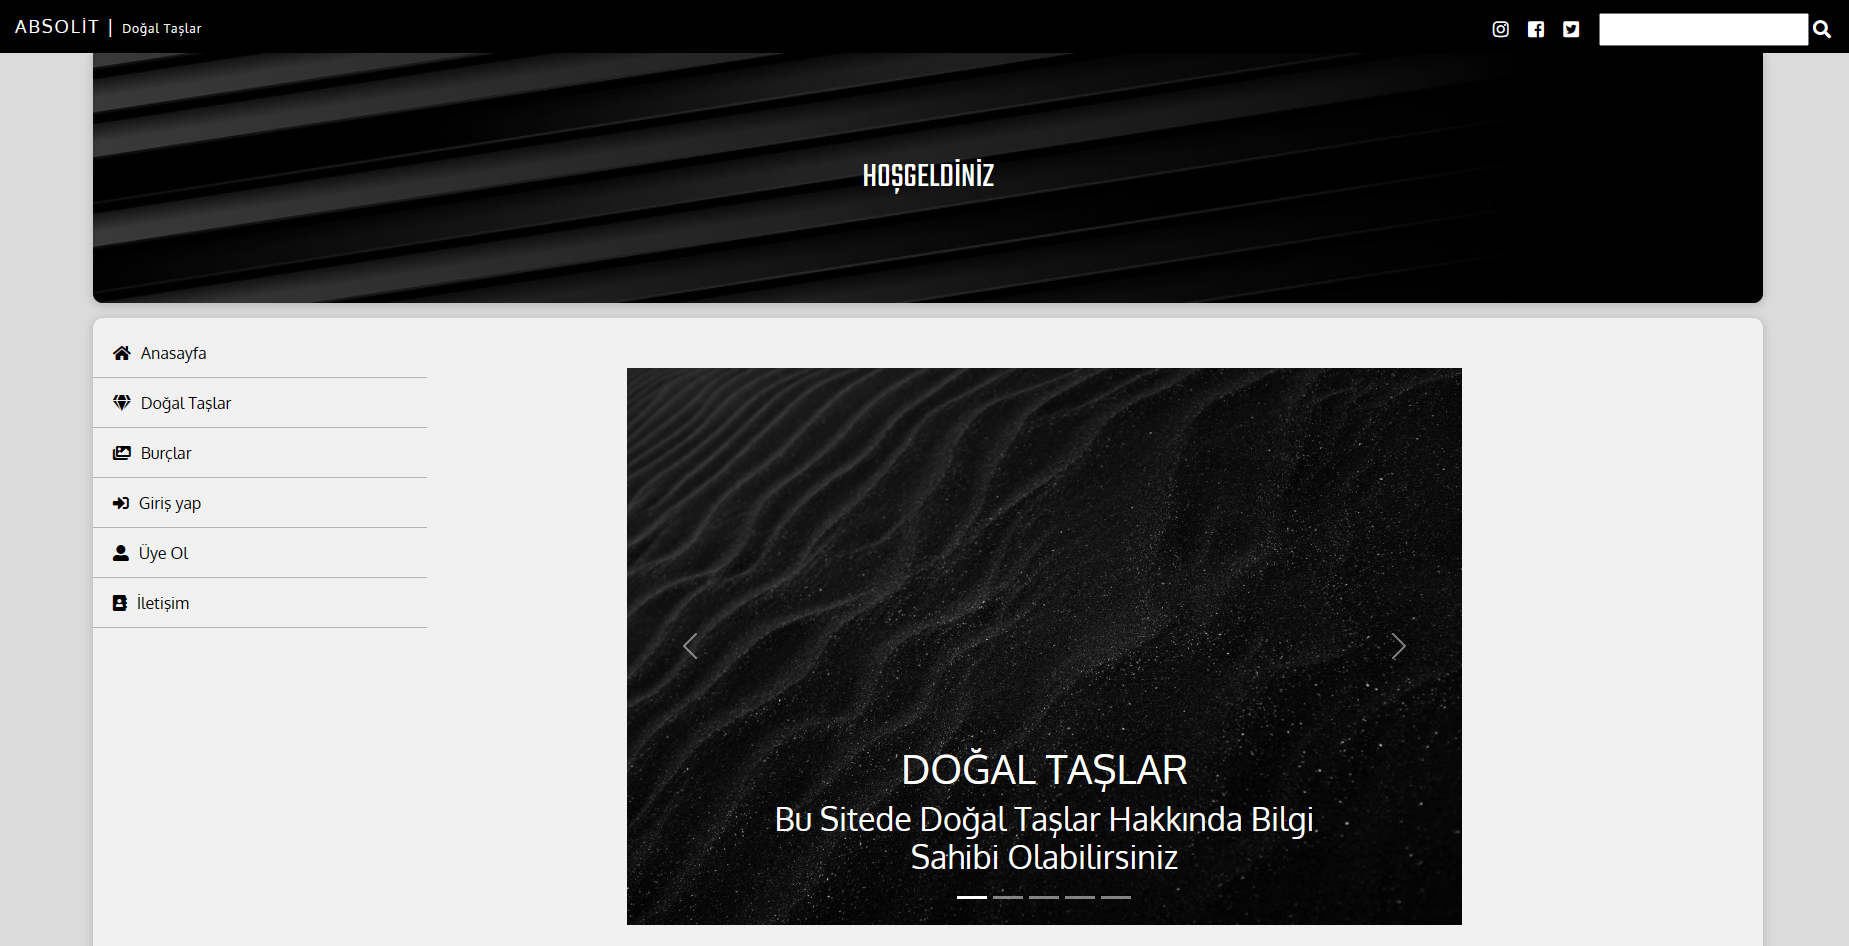 ABSOLİT | Doğal Taşlar
HOŞGELDİNİZ
Anasayfa
Doğal Taşlar
Burçlar
Giriş yap
Üye Ol
İletişim
DOĞAL TAŞLAR
Bu Sitede Doğal Taşlar Hakkında Bilgi
Sahibi Olabilirsiniz